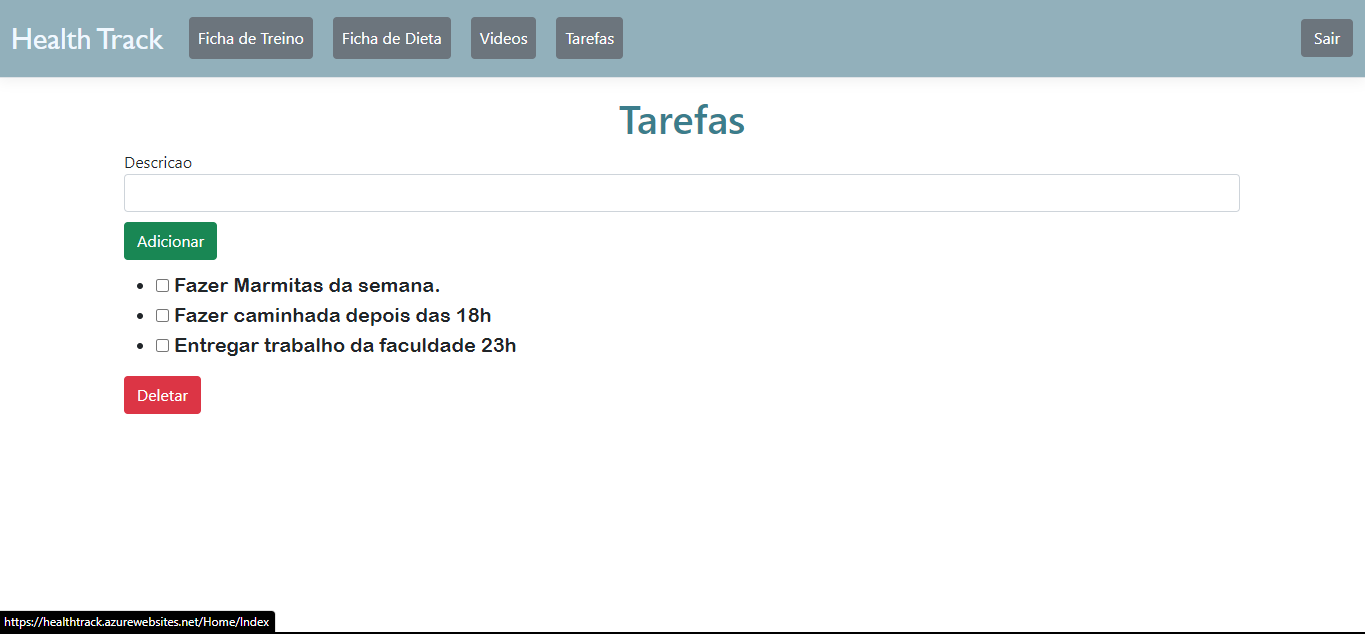 Health Track Ficha de Treino Ficha de Dieta Videos Tarefas Sair
Tarefas
Descricao
Adicionar
Fazer Marmitas da semana.
Fazer caminhada depois das 18h
Entregar trabalho da faculdade 23h
Deletar
https://healthtrack.azurewebsites.net/Home/Index